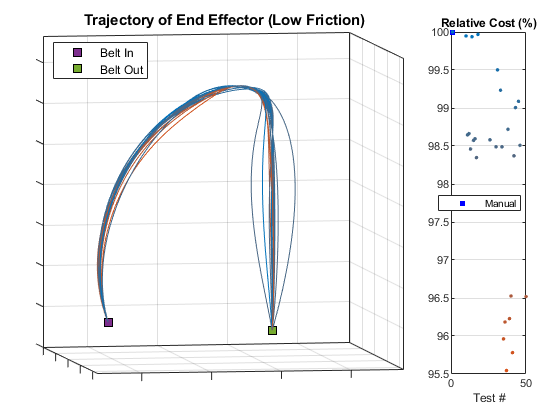 Trajectory of End Effector (Low Friction)
Belt In
Belt Out
Relative Cost (%)
100
99.5
99
98.5
98
Manual
97.5
97
96.5
96
95.5
0
50
Test #